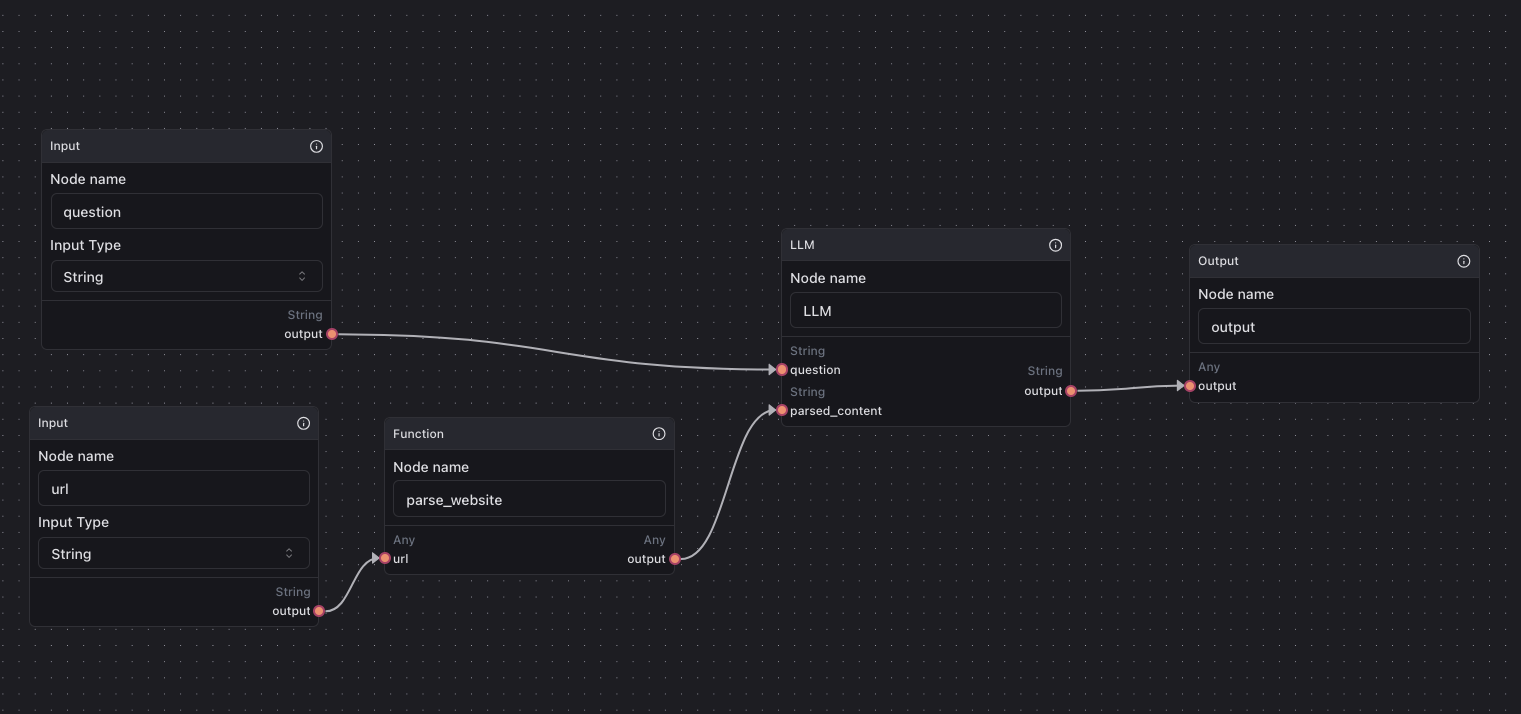 Input
Node name
question
Input Type
String
String
output
Input
Node name
url
Input Type
String
String
output
Function
Node name
parse_website
Any
Any
url
output
LLM
Node name
LLM
String
question
String
output
String
parsed_content
Output
Node name
output
Any
output